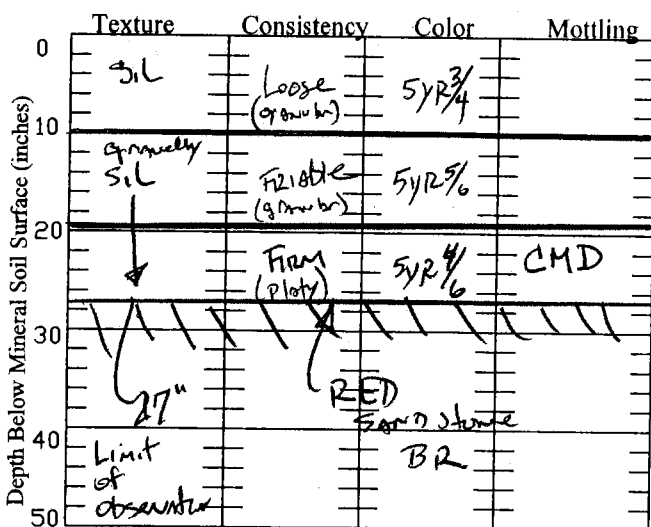 Texture Consistency Color Mottling
Depth Below Mineral Soil Surface (inches)
0
10
20
30
40
50
SiL Loose (granular) 5YR 3/4
gravelly SiL FRIAble (granular) 5YR 5/6
FIRM (platy) 5YR 4/6 CMD
27"
RED
SANDstone
BR
Limit
of
observation